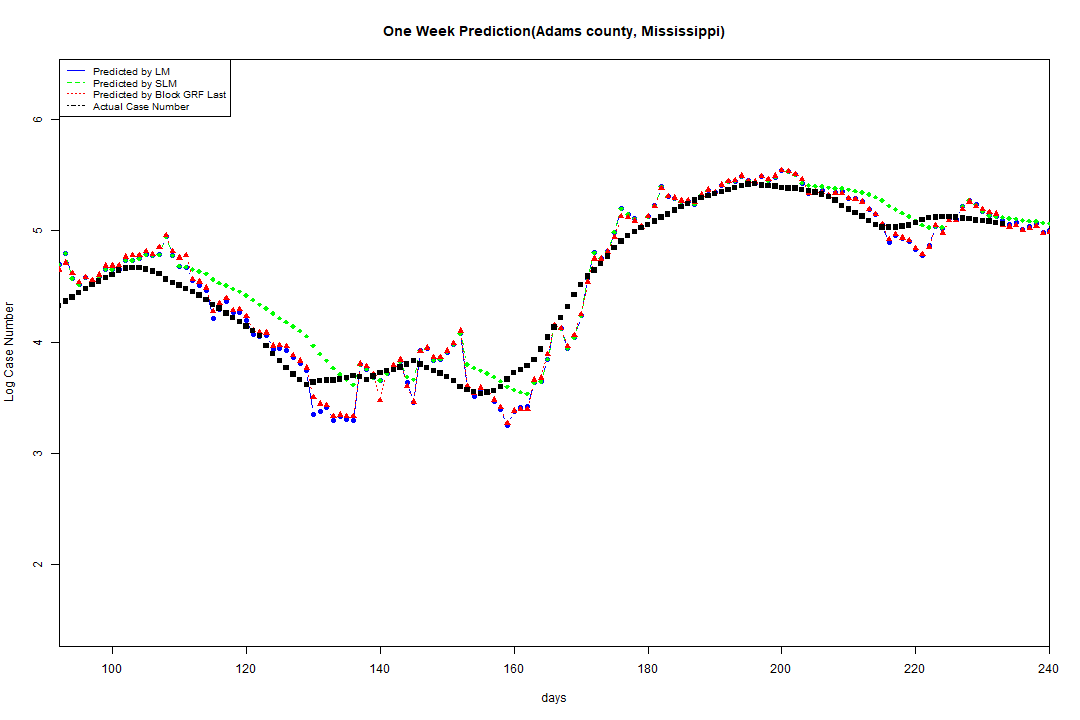 One Week Prediction(Adams county, Mississippi)
Predicted by LM
Predicted by SLM
Predicted by Block GRF Last
Actual Case Number
Log Case Number
6
5
4
3
2
100 120 140 160 180 200 220 240
days